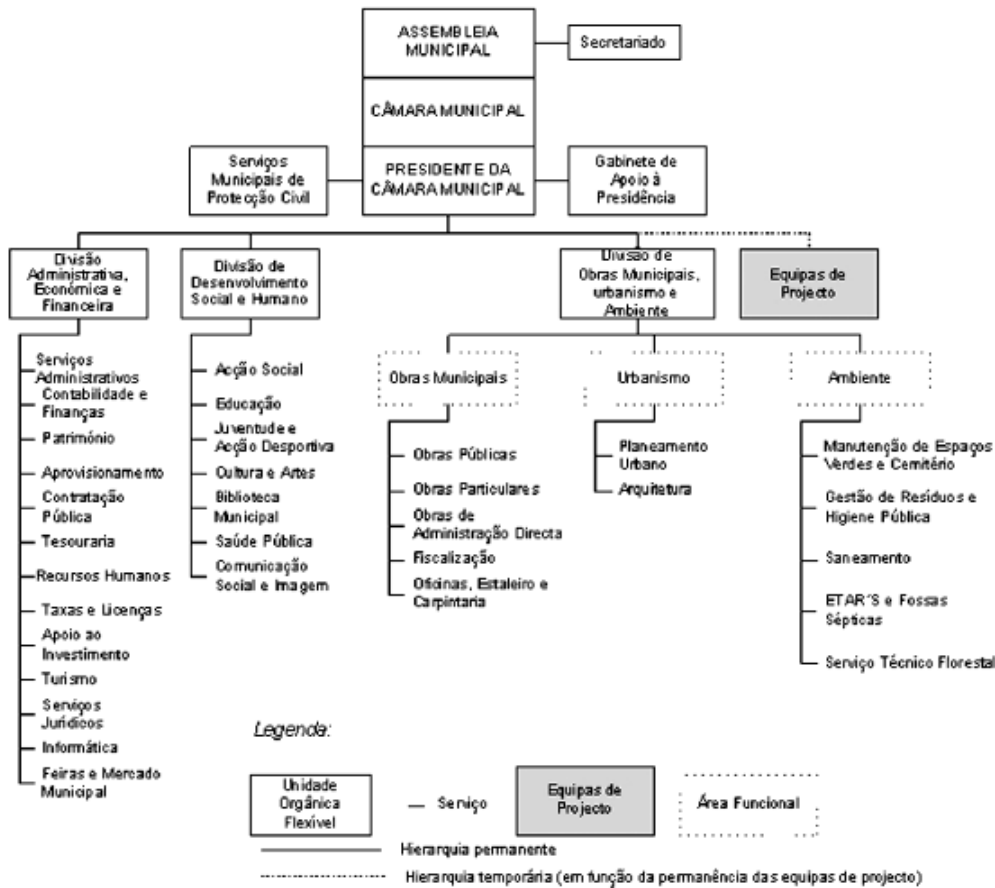 ASSEMBLEIA
MUNICIPAL
Secretariado
CÂMARA MUNICIPAL
Serviços
Municipais de
Protecção Civil
PRESIDENTE DA
CÂMARA MUNICIPAL
Gabinete de
Apoio à
Presidência
Divisão
Administrativa,
Económica e
Financeira
Divisão de
Desenvolvimento
Social e Humano
Divisão de
Obras Municipais,
urbanismo e
Ambiente
Equipas de
Projecto
Serviços
Administrativos
Contabilidade e
Finanças
Património
Aprovisionamento
Contratação
Pública
Tesouraria
Recursos Humanos
Taxas e Licenças
Apoio ao
Investimento
Turismo
Serviços
Jurídicos
Informática
Feiras e Mercado
Municipal
Acção Social
Educação
Juventude e
Acção Desportiva
Cultura e Artes
Biblioteca
Municipal
Saúde Pública
Comunicação
Social e Imagem
Obras Municipais
Obras Públicas
Obras Particulares
Obras de
Administração Directa
Fiscalização
Oficinas, Estaleiro e
Carpintaria
Urbanismo
Planeamento
Urbano
Arquitetura
Ambiente
Manutenção de Espaços
Verdes e Cemitério
Gestão de Resíduos e
Higiene Pública
Saneamento
ETAR´S e Fossas
Sépticas
Serviço Técnico Florestal
Legenda:
Unidade
Orgânica
Flexível
Serviço
Equipas de
Projecto
Área Funcional
Hierarquia permanente
Hierarquia temporária (em função da permanência das equipas de projecto)